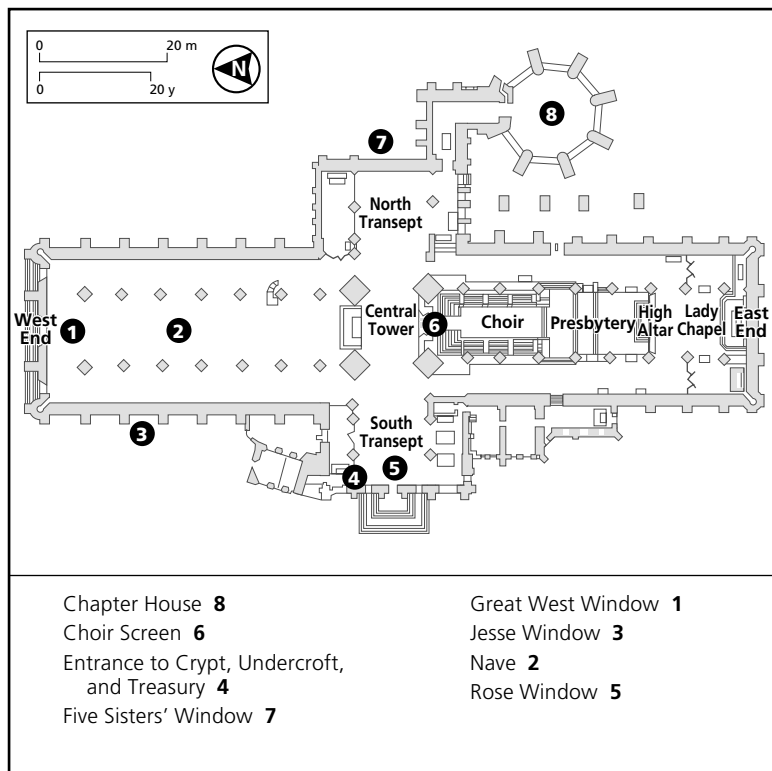 0 20 m
0 20 y
N
8
7
North
Transept
West
End
1
2
Central
Tower
6
Choir
Presbytery
High
Altar
Lady
Chapel
East
End
3
South
Transept
4
5
Chapter House 8
Choir Screen 6
Entrance to Crypt, Undercroft,
and Treasury 4
Five Sisters’ Window 7
Great West Window 1
Jesse Window 3
Nave 2
Rose Window 5